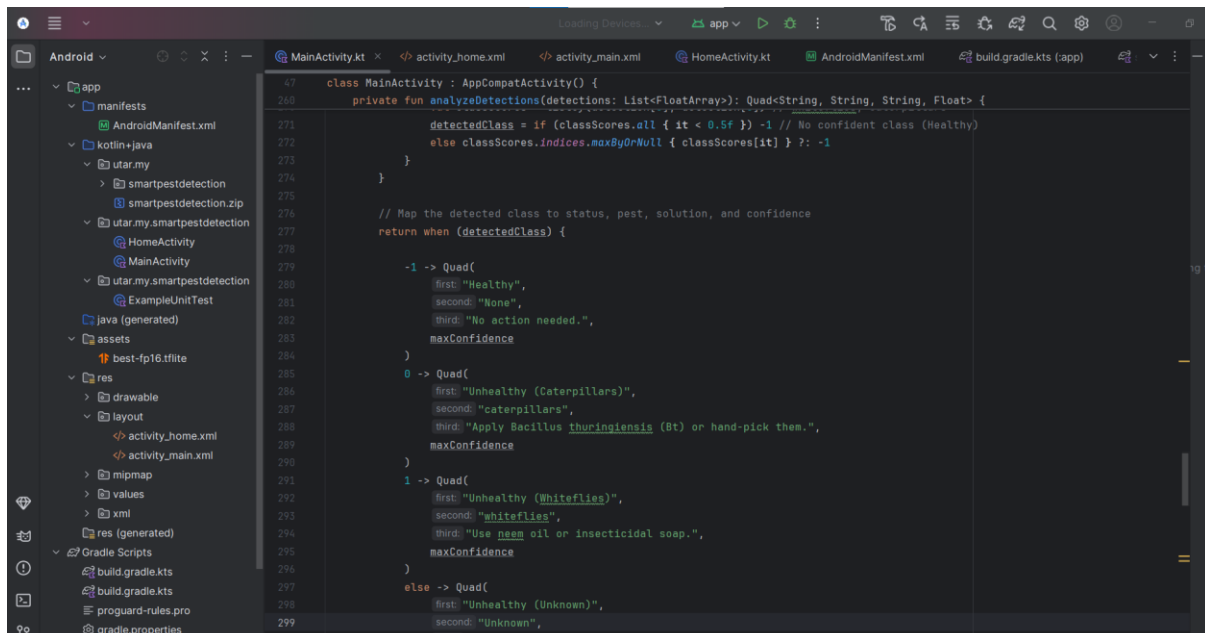 Loading Devices...
app
Android
MainActivity.kt
activity_home.xml
activity_main.xml
HomeActivity.kt
AndroidManifest.xml
build.gradle.kts (:app)
app
manifests
AndroidManifest.xml
kotlin+java
utar.my
smartpestdetection
smartpestdetection.zip
utar.my.smartpestdetection
HomeActivity
MainActivity
utar.my.smartpestdetection
ExampleUnitTest
java (generated)
assets
best-fp16.tflite
res
drawable
layout
activity_home.xml
activity_main.xml
mipmap
values
xml
res (generated)
Gradle Scripts
build.gradle.kts
build.gradle.kts
proguard-rules.pro
gradle.properties
47 class MainActivity : AppCompatActivity() {
260 private fun analyzeDetections(detections: List<FloatArray>): Quad<String, String, String, Float> {
271 detectedClass = if (classScores.all { it < 0.5f }) -1 // No confident class (Healthy)
272 else classScores.indices.maxByOrNull { classScores[it] } ?: -1
273 }
274 }
275
276 // Map the detected class to status, pest, solution, and confidence
277 return when (detectedClass) {
278
279 -1 -> Quad(
280 first: "Healthy",
281 second: "None",
282 third: "No action needed.",
283 maxConfidence
284 )
285 0 -> Quad(
286 first: "Unhealthy (Caterpillars)",
287 second: "caterpillars",
288 third: "Apply Bacillus thuringiensis (Bt) or hand-pick them.",
289 maxConfidence
290 )
291 1 -> Quad(
292 first: "Unhealthy (Whiteflies)",
293 second: "whiteflies",
294 third: "Use neem oil or insecticidal soap.",
295 maxConfidence
296 )
297 else -> Quad(
298 first: "Unhealthy (Unknown)",
299 second: "Unknown",